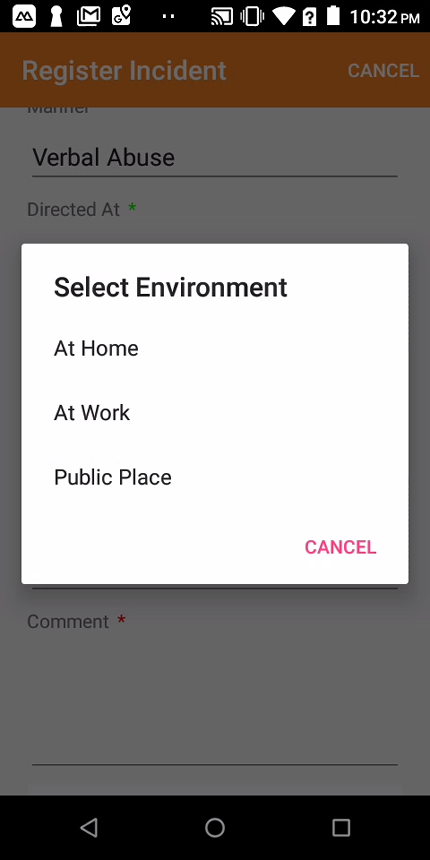 10:32 PM
Register Incident
CANCEL
Manner
Verbal Abuse
Directed At *
Select Environment
At Home
At Work
Public Place
CANCEL
Comment *